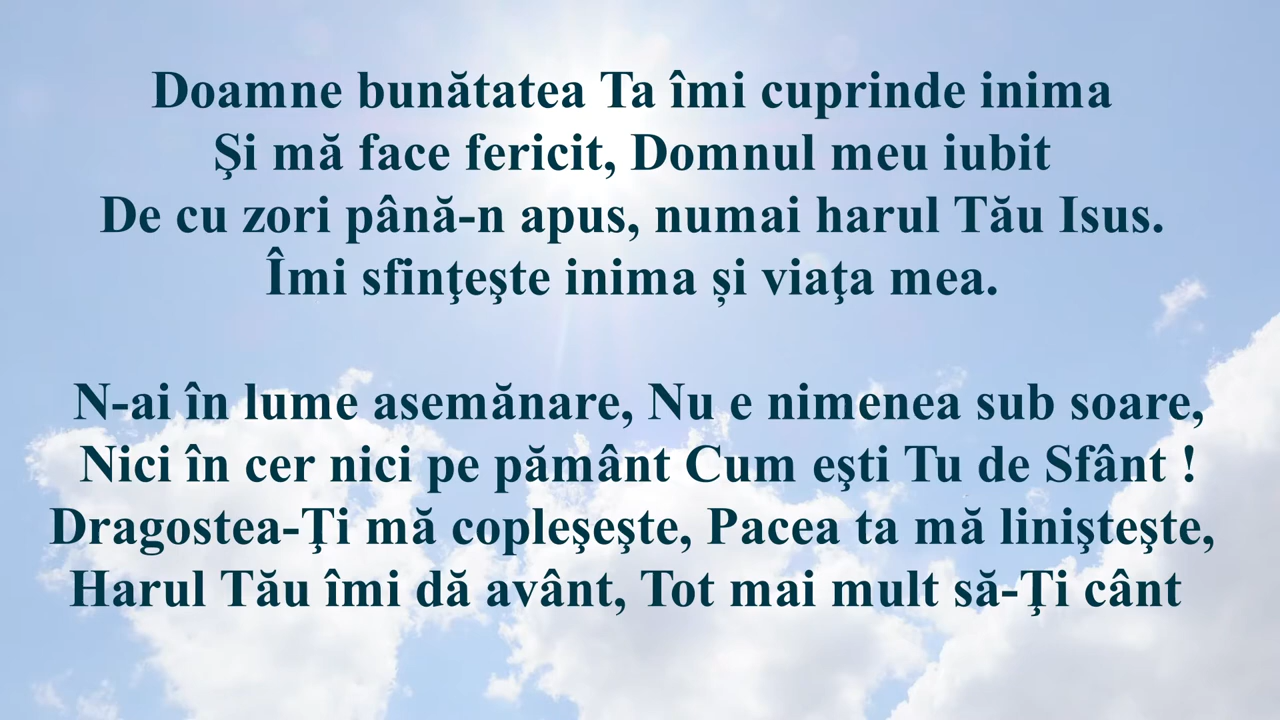 Doamne bunătatea Ta îmi cuprinde inima
Şi mă face fericit, Domnul meu iubit
De cu zori până-n apus, numai harul Tău Isus.
Îmi sfinţeşte inima și viaţa mea.
N-ai în lume asemănare, Nu e nimenea sub soare,
Nici în cer nici pe pământ Cum eşti Tu de Sfânt !
Dragostea-Ţi mă copleşeşte, Pacea ta mă linişteşte,
Harul Tău îmi dă avânt, Tot mai mult să-Ţi cânt